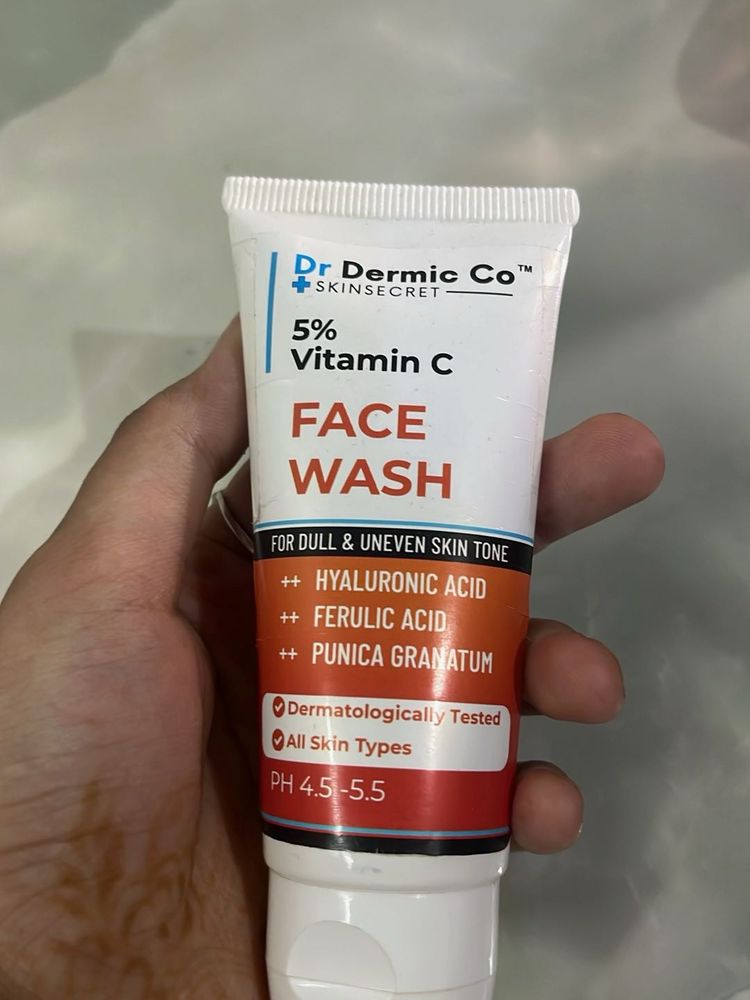 Dr Dermic Co™
SKINSECRET
5%
Vitamin C
FACE
WASH
FOR DULL & UNEVEN SKIN TONE
++ HYALURONIC ACID
++ FERULIC ACID
++ PUNICA GRANATUM
Dermatologically Tested
All Skin Types
PH 4.5 -5.5